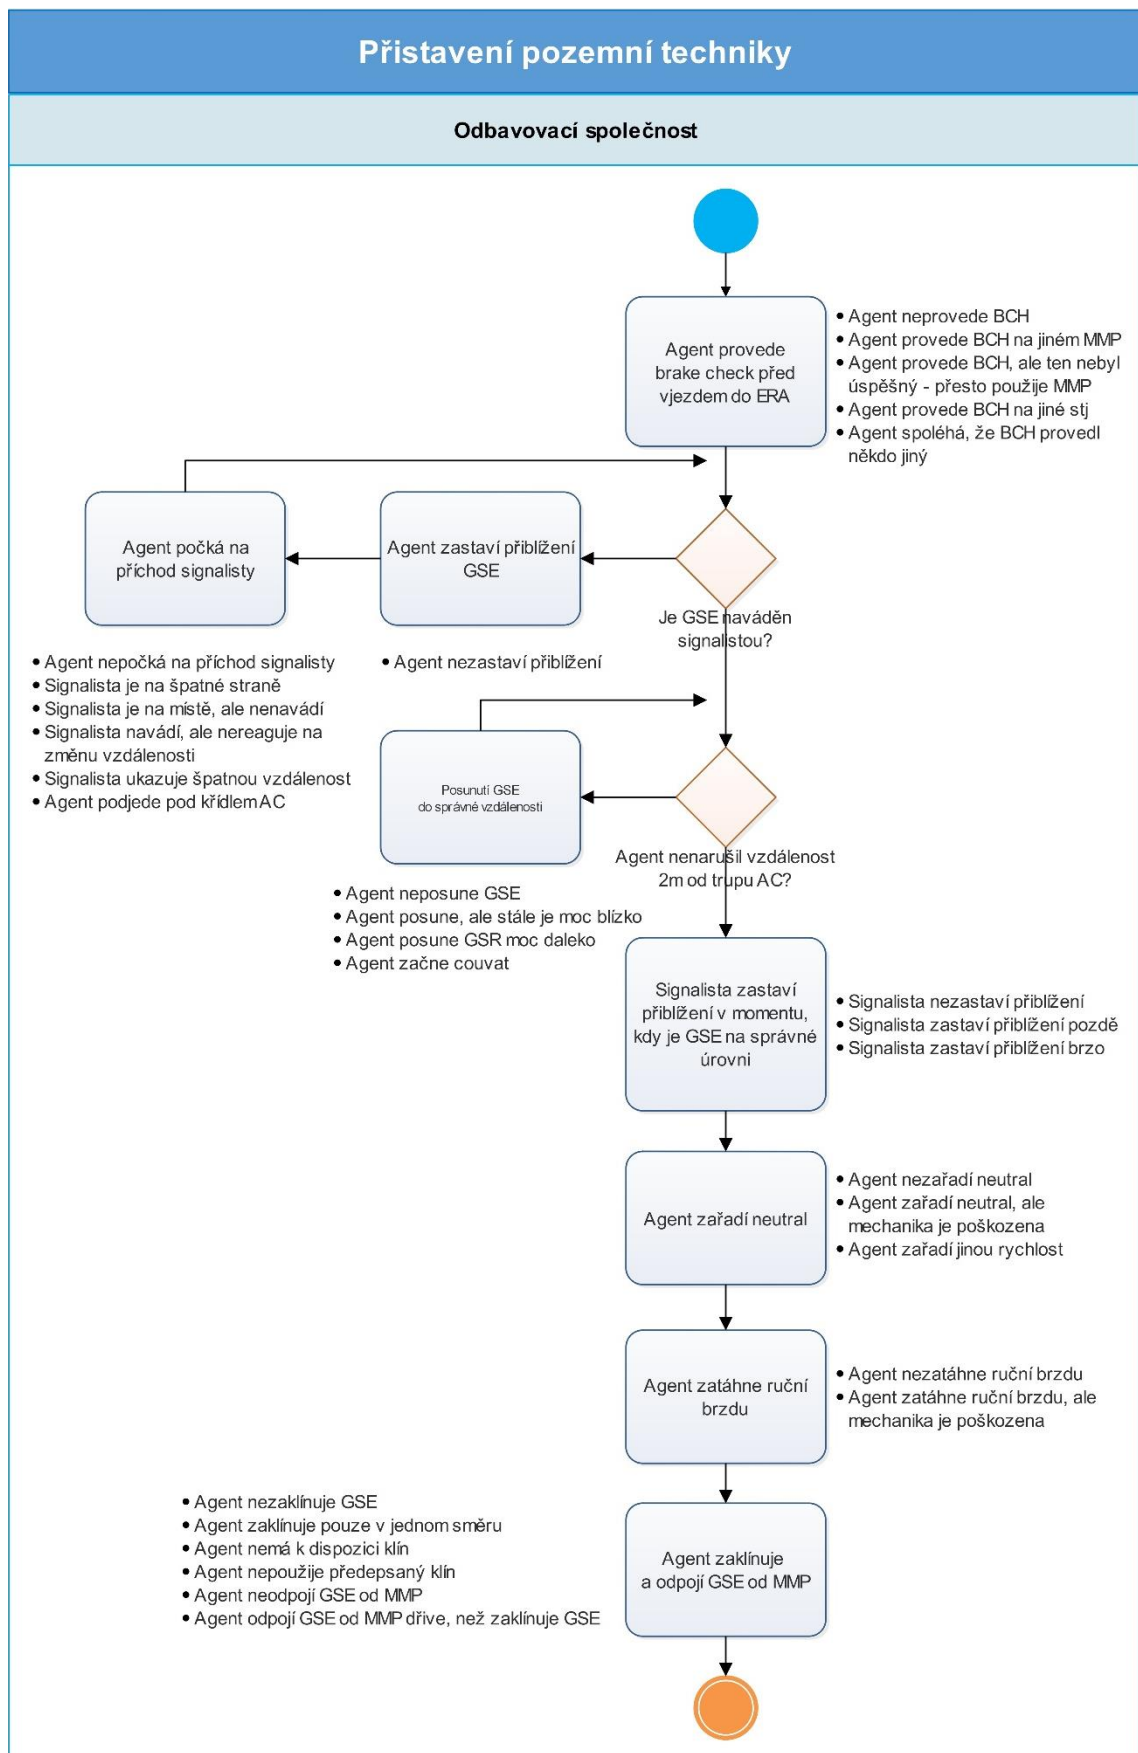 Přistavení pozemní techniky
Odbavovací společnost
Agent provede
brake check před
vjezdem do ERA
• Agent neprovede BCH
• Agent provede BCH na jiném MMP
• Agent provede BCH, ale ten nebyl
úspěšný - přesto použije MMP
• Agent provede BCH na jiné stj
• Agent spoléhá, že BCH provedl
někdo jiný
Agent počká na
příchod signalisty
Agent zastaví přiblížení
GSE
Je GSE naváděn
signalistou?
• Agent nepočká na příchod signalisty
• Signalista je na špatné straně
• Signalista je na místě, ale nenavádí
• Signalista navádí, ale nereaguje na
změnu vzdálenosti
• Signalista ukazuje špatnou vzdálenost
• Agent podjede pod křídlem AC
• Agent nezastaví přiblížení
Posunutí GSE
do správné vzdálenosti
Agent nenarušil vzdálenost
2m od trupu AC?
• Agent neposune GSE
• Agent posune, ale stále je moc blízko
• Agent posune GSR moc daleko
• Agent začne couvat
Signalista zastaví
přiblížení v momentu,
kdy je GSE na správné
úrovni
• Signalista nezastaví přiblížení
• Signalista zastaví přiblížení pozdě
• Signalista zastaví přiblížení brzo
Agent zařadí neutral
• Agent nezařadí neutral
• Agent zařadí neutral, ale
mechanika je poškozena
• Agent zařadí jinou rychlost
Agent zatáhne ruční
brzdu
• Agent nezatáhne ruční brzdu
• Agent zatáhne ruční brzdu, ale
mechanika je poškozena
• Agent nezaklínuje GSE
• Agent zaklínuje pouze v jednom směru
• Agent nemá k dispozici klín
• Agent nepoužije předepsaný klín
• Agent neodpojí GSE od MMP
• Agent odpojí GSE od MMP dříve, než zaklínuje GSE
Agent zaklínuje
a odpojí GSE od MMP